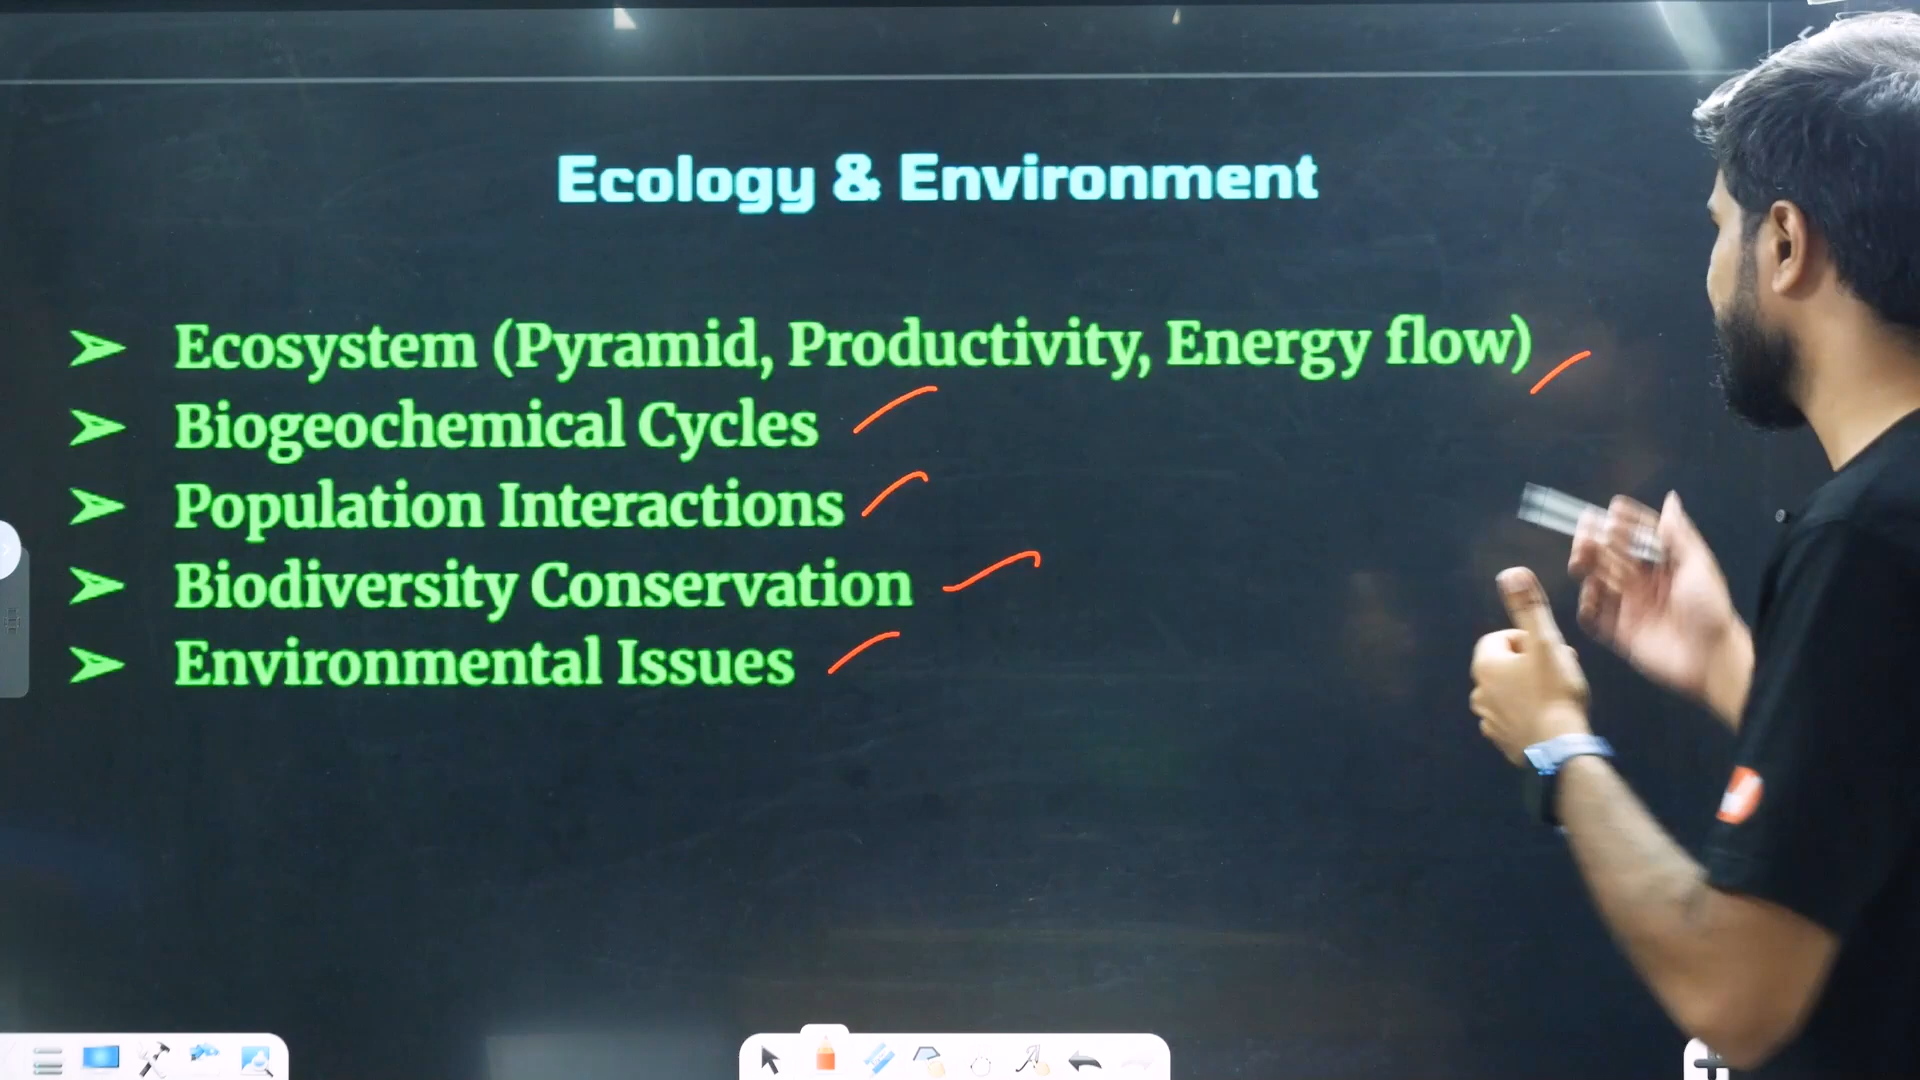 Ecology & Environment
Ecosystem (Pyramid, Productivity, Energy flow)
Biogeochemical Cycles
Population Interactions
Biodiversity Conservation
Environmental Issues